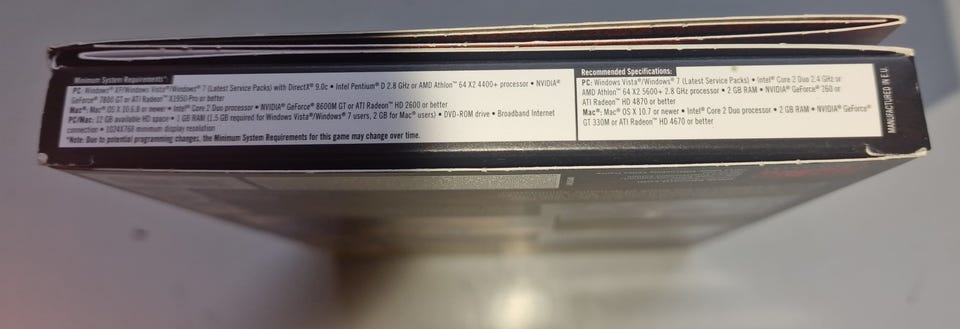 Minimum System Requirements*:
PC: Windows® XP/Windows Vista®/Windows® 7 (Latest Service Packs) with DirectX® 9.0c • Intel Pentium® D 2.8 GHz or AMD Athlon™ 64 X2 4400+ processor • NVIDIA®
GeForce® 7800 GT or ATI Radeon™ X1950 Pro or better
Mac®: Mac® OS X 10.6.8 or newer • Intel® Core 2 Duo processor • NVIDIA® GeForce® 8600M GT or ATI Radeon™ HD 2600 or better
PC/Mac: 12 GB available HD space • 1 GB RAM (1.5 GB required for Windows Vista®/Windows® 7 users, 2 GB for Mac® users) • DVD-ROM drive • Broadband Internet
connection • 1024X768 minimum display resolution
*Note: Due to potential programming changes, the Minimum System Requirements for this game may change over time.
Recommended Specifications:
PC: Windows Vista®/Windows® 7 (Latest Service Packs) • Intel® Core 2 Duo 2.4 GHz or
AMD Athlon™ 64 X2 5600+ 2.8 GHz processor • 2 GB RAM • NVIDIA® GeForce® 260 or
ATI Radeon™ HD 4870 or better
Mac®: Mac® OS X 10.7 or newer • Intel® Core 2 Duo processor • 2 GB RAM • NVIDIA® GeForce®
GT 330M or ATI Radeon™ HD 4670 or better
MANUFACTURED IN E.U.